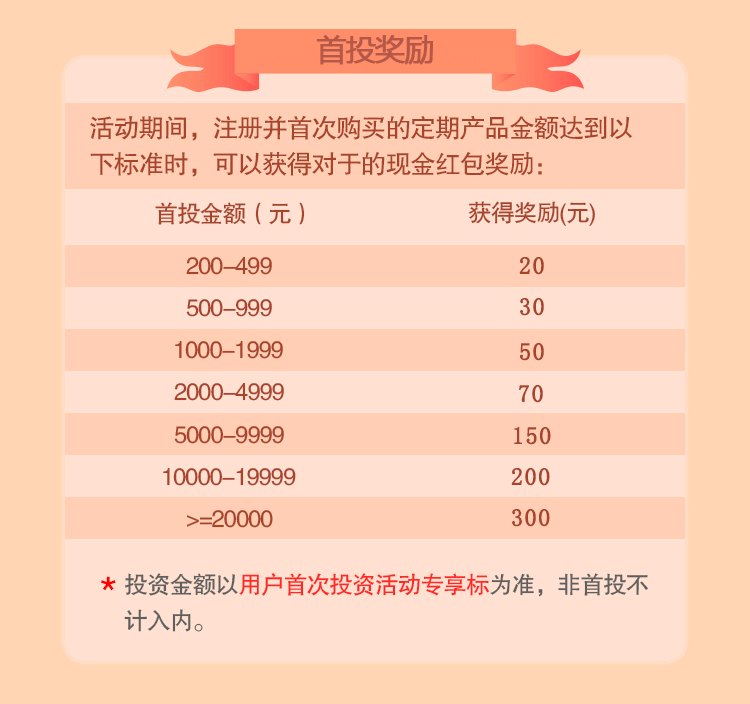 首投奖励
活动期间，注册并首次购买的定期产品金额达到以
下标准时，可以获得对于的现金红包奖励：
首投金额（元） 获得奖励(元)
200-499 20
500-999 30
1000-1999 50
2000-4999 70
5000-9999 150
10000-19999 200
>=20000 300
* 投资金额以用户首次投资活动专享标为准，非首投不
计入内。